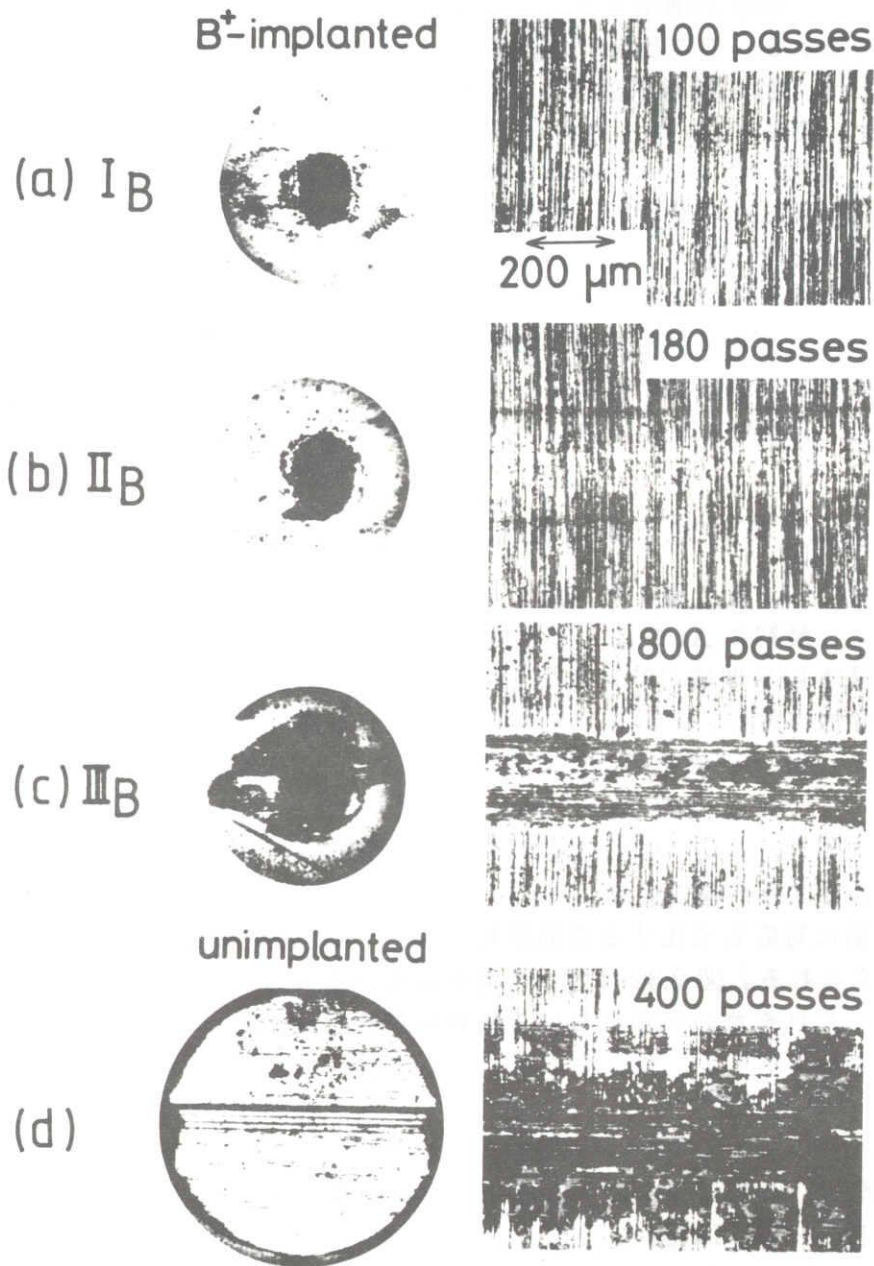 B⁺-implanted
100 passes
(a) I_B
200 μm
180 passes
(b) II_B
800 passes
(c) III_B
unimplanted
400 passes
(d)